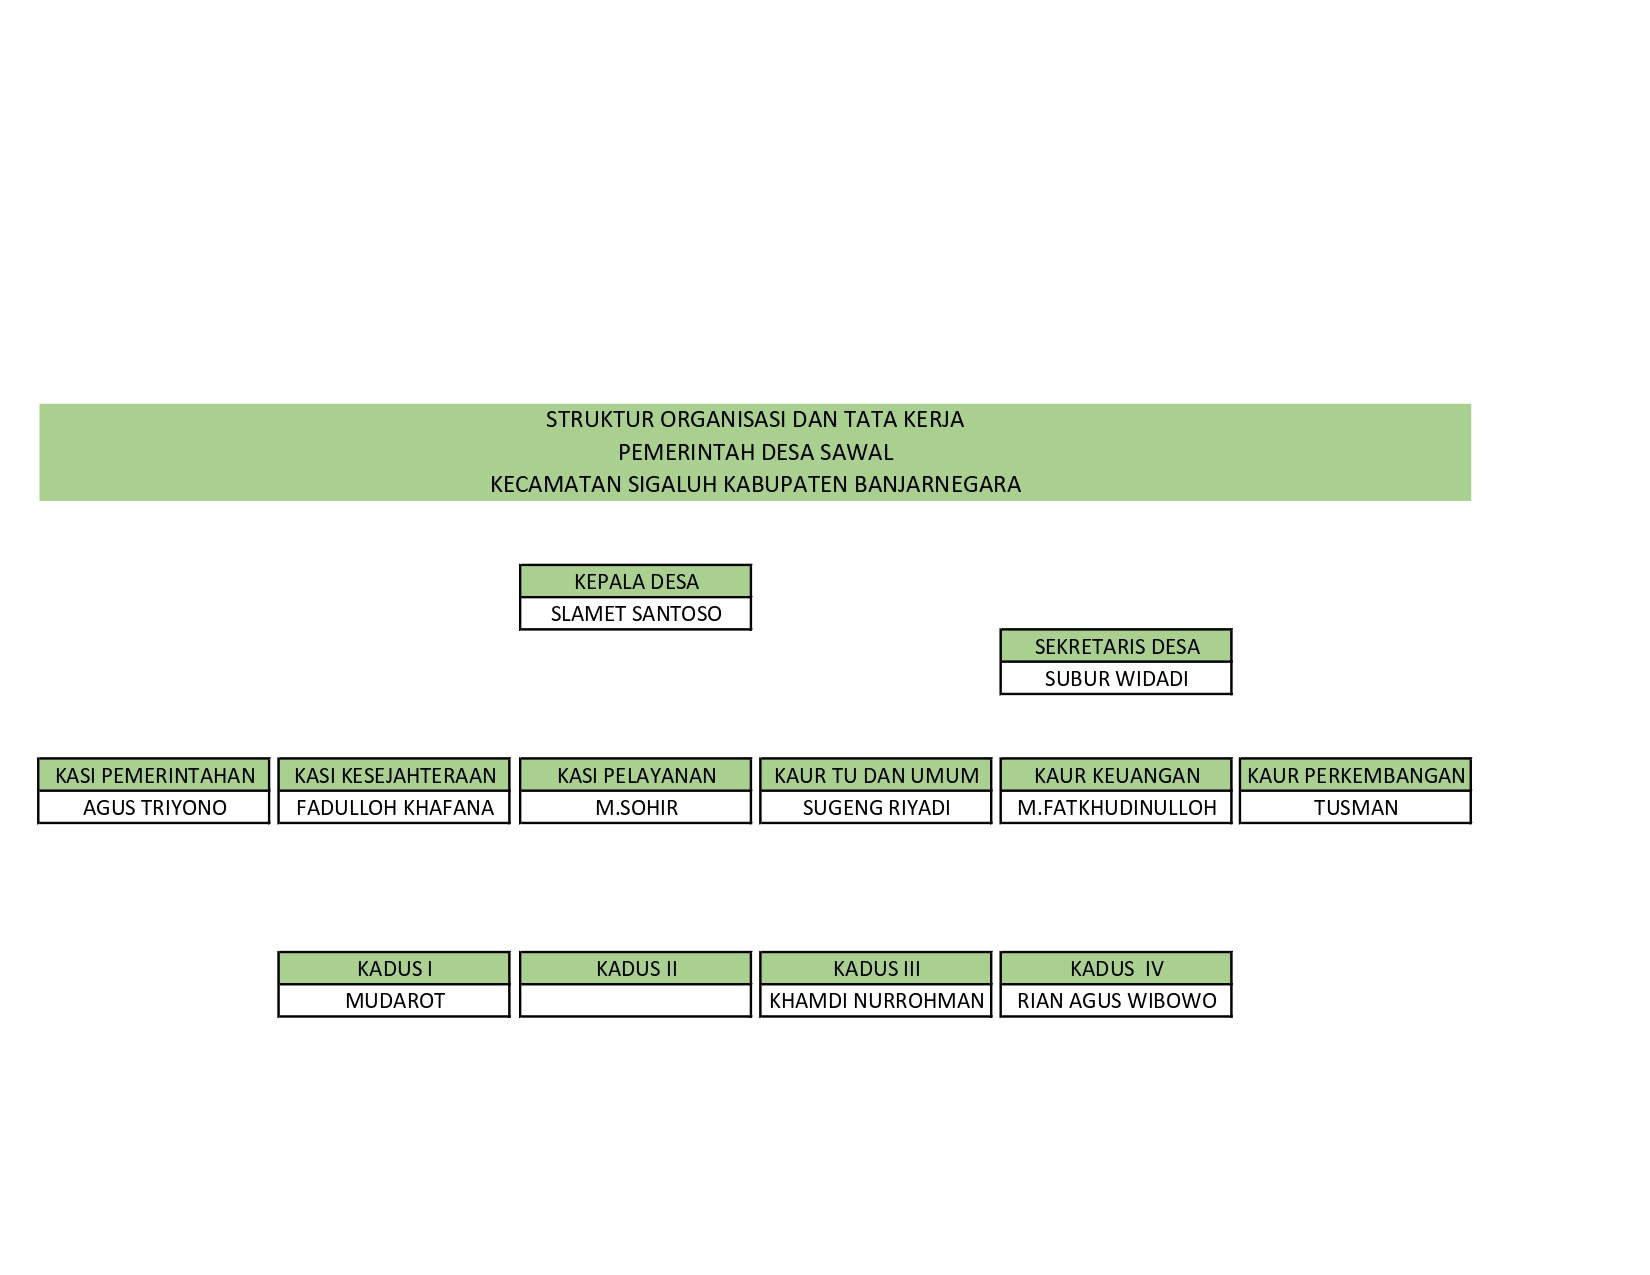 STRUKTUR ORGANISASI DAN TATA KERJA
PEMERINTAH DESA SAWAL
KECAMATAN SIGALUH KABUPATEN BANJARNEGARA
KEPALA DESA
SLAMET SANTOSO
SEKRETARIS DESA
SUBUR WIDADI
KASI PEMERINTAHAN
AGUS TRIYONO
KASI KESEJAHTERAAN
FADULLOH KHAFANA
KASI PELAYANAN
M.SOHIR
KAUR TU DAN UMUM
SUGENG RIYADI
KAUR KEUANGAN
M.FATKHUDINULLOH
KAUR PERKEMBANGAN
TUSMAN
KADUS I
MUDAROT
KADUS II
KADUS III
KHAMDI NURROHMAN
KADUS  IV
RIAN AGUS WIBOWO